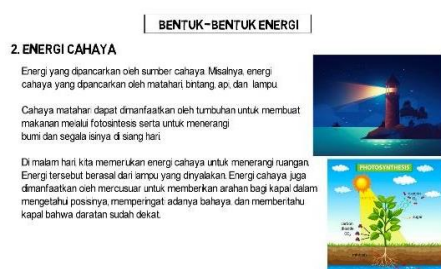 BENTUK-BENTUK ENERGI
2. ENERGI CAHAYA
Energi yang dipancarkan oleh sumber cahaya. Misalnya, energi
cahaya yang dipancarkan oleh matahari, bintang, api, dan lampu.
Cahaya matahari dapat dimanfaatkan oleh tumbuhan untuk membuat
makanan melalui fotosintesis serta untuk menerangi
bumi dan segala isinya di siang hari.
Di malam hari, kita memerlukan energi cahaya untuk menerangi ruangan.
Energi tersebut berasal dari lampu yang dinyalakan. Energi cahaya juga
dimanfaatkan oleh mercusuar untuk memberikan arahan bagi kapal dalam
mengetahui posisinya, memperingati adanya bahaya, dan memberitahu
kapal bahwa daratan sudah dekat.
PHOTOSYNTHESIS